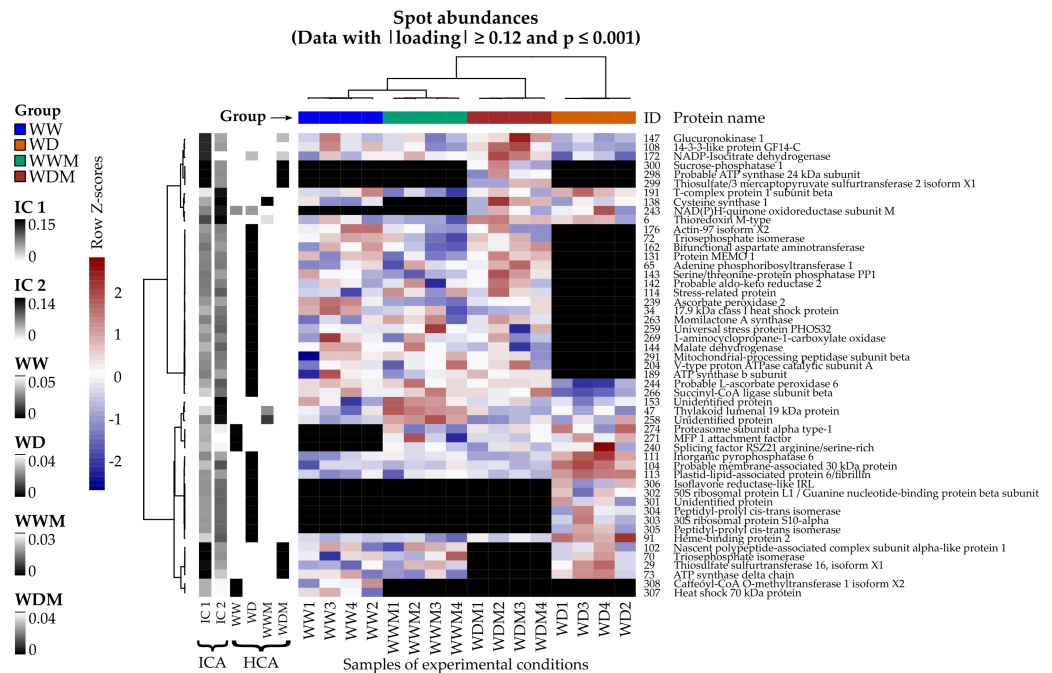 Spot abundances
(Data with |loading| ≥ 0.12 and p ≤ 0.001)
Group
WW
WD
WWM
WDM
IC 1
0.15
0
IC 2
0.14
0
WW
0.05
0
WD
0.04
0
WWM
0.03
0
WDM
0.04
0
Row Z-scores
2
1
0
-1
-2
Group →
ID Protein name
147 Glucuronokinase 1
108 14-3-3-like protein GF14-C
172 NADP-Isocitrate dehydrogenase
300 Sucrose-phosphatase 1
298 Probable ATP synthase 24 kDa subunit
299 Thiosulfate/3 mercaptopyruvate sulfurtransferase 2 isoform X1
191 T-complex protein 1 subunit beta
138 Cysteine synthase 1
243 NAD(P)H-quinone oxidoreductase subunit M
6 Thioredoxin M-type
176 Actin-97 isoform X2
72 Triosephosphate isomerase
162 Bifunctional aspartate aminotransferase
131 Protein MEMO 1
65 Adenine phosphoribosyltransferase 1
143 Serine/threonine-protein phosphatase PP1
142 Probable aldo-keto reductase 2
114 Stress-related protein
239 Ascorbate peroxidase 2
34 17.9 kDa class I heat shock protein
263 Momilactone A synthase
259 Universal stress protein PHOS32
269 1-aminocyclopropane-1-carboxylate oxidase
144 Malate dehydrogenase
291 Mitochondrial-processing peptidase subunit beta
204 V-type proton ATPase catalytic subunit A
189 ATP synthase b subunit
244 Probable L-ascorbate peroxidase 6
266 Succinyl-CoA ligase subunit beta
153 Unidentified protein
47 Thylakoid lumenal 19 kDa protein
258 Unidentified protein
274 Proteasome subunit alpha type-1
271 MFP 1 attachment factor
240 Splicing factor RSZ21 arginine/serine-rich
111 Inorganic pyrophosphatase 6
104 Probable membrane-associated 30 kDa protein
113 Plastid-lipid-associated protein 6/fibrillin
306 Isoflavone reductase-like IRL
302 50S ribosomal protein L1 / Guanine nucleotide-binding protein beta subunit
301 Unidentified protein
304 Peptidyl-prolyl cis-trans isomerase
303 30S ribosomal protein S10-alpha
305 Peptidyl-prolyl cis-trans isomerase
91 Heme-binding protein 2
102 Nascent polypeptide-associated complex subunit alpha-like protein 1
70 Triosephosphate isomerase
29 Thiosulfate sulfurtransferase 16, isoform X1
73 ATP synthase delta chain
308 Caffeoyl-CoA O-methyltransferase 1 isoform X2
307 Heat shock 70 kDa protein
IC 1 IC 2 WW WD WWM WDM
WW1 WW3 WW4 WW2 WWM1 WWM2 WWM3 WWM4 WDM1 WDM2 WDM3 WDM4 WD1 WD3 WD4 WD2
ICA HCA
Samples of experimental conditions